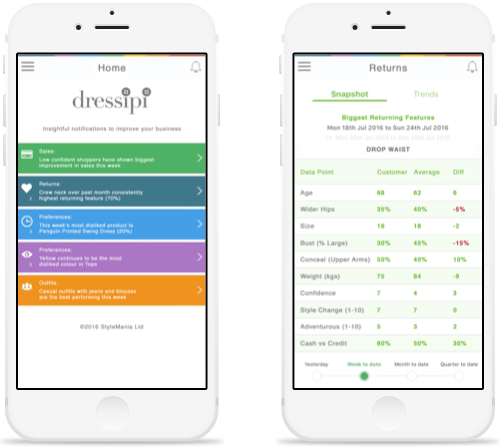 Home
dressipi
Insightful notifications to improve your business
Sales:
Low confident shoppers have shown biggest
improvement in sales this week
Returns:
Crew neck over past month consistently
highest returning feature (70%)
Preferences:
This week's most disliked product is
Penguin Printed Swing Dress (20%)
Preferences:
Yellow continues to be the most
disliked colour in Tops
Outfits:
Casual outfits with jeans and blouses
are the best performing this week
©2016 StyleMania Ltd
Returns
Snapshot Trends
Biggest Returning Features
Mon 18th Jul 2016 to Sun 24th Jul 2016
DROP WAIST
Data Point Customer Average Diff
Age 68 62 6
Wider Hips 35% 40% -5%
Size 16 18 -2
Bust (% Large) 30% 45% -15%
Conceal (Upper Arms) 50% 40% 10%
Weight (kgs) 75 84 -9
Confidence 7 4 3
Style Change (1-10) 7 7 0
Adventurous (1-10) 5 3 2
Cash vs Credit 80% 50% 30%
Yesterday Week to date Month to date Quarter to date